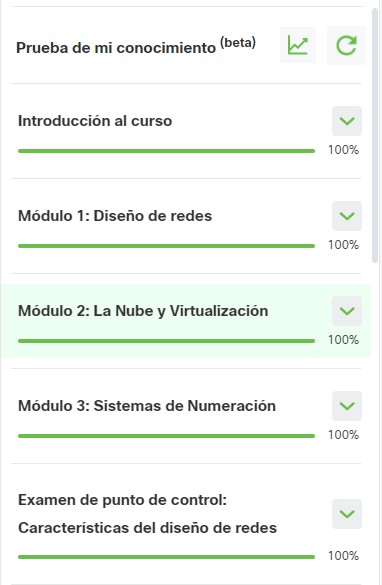 Prueba de mi conocimiento (beta)
Introducción al curso
100%
Módulo 1: Diseño de redes
100%
Módulo 2: La Nube y Virtualización
100%
Módulo 3: Sistemas de Numeración
100%
Examen de punto de control:
Características del diseño de redes
100%